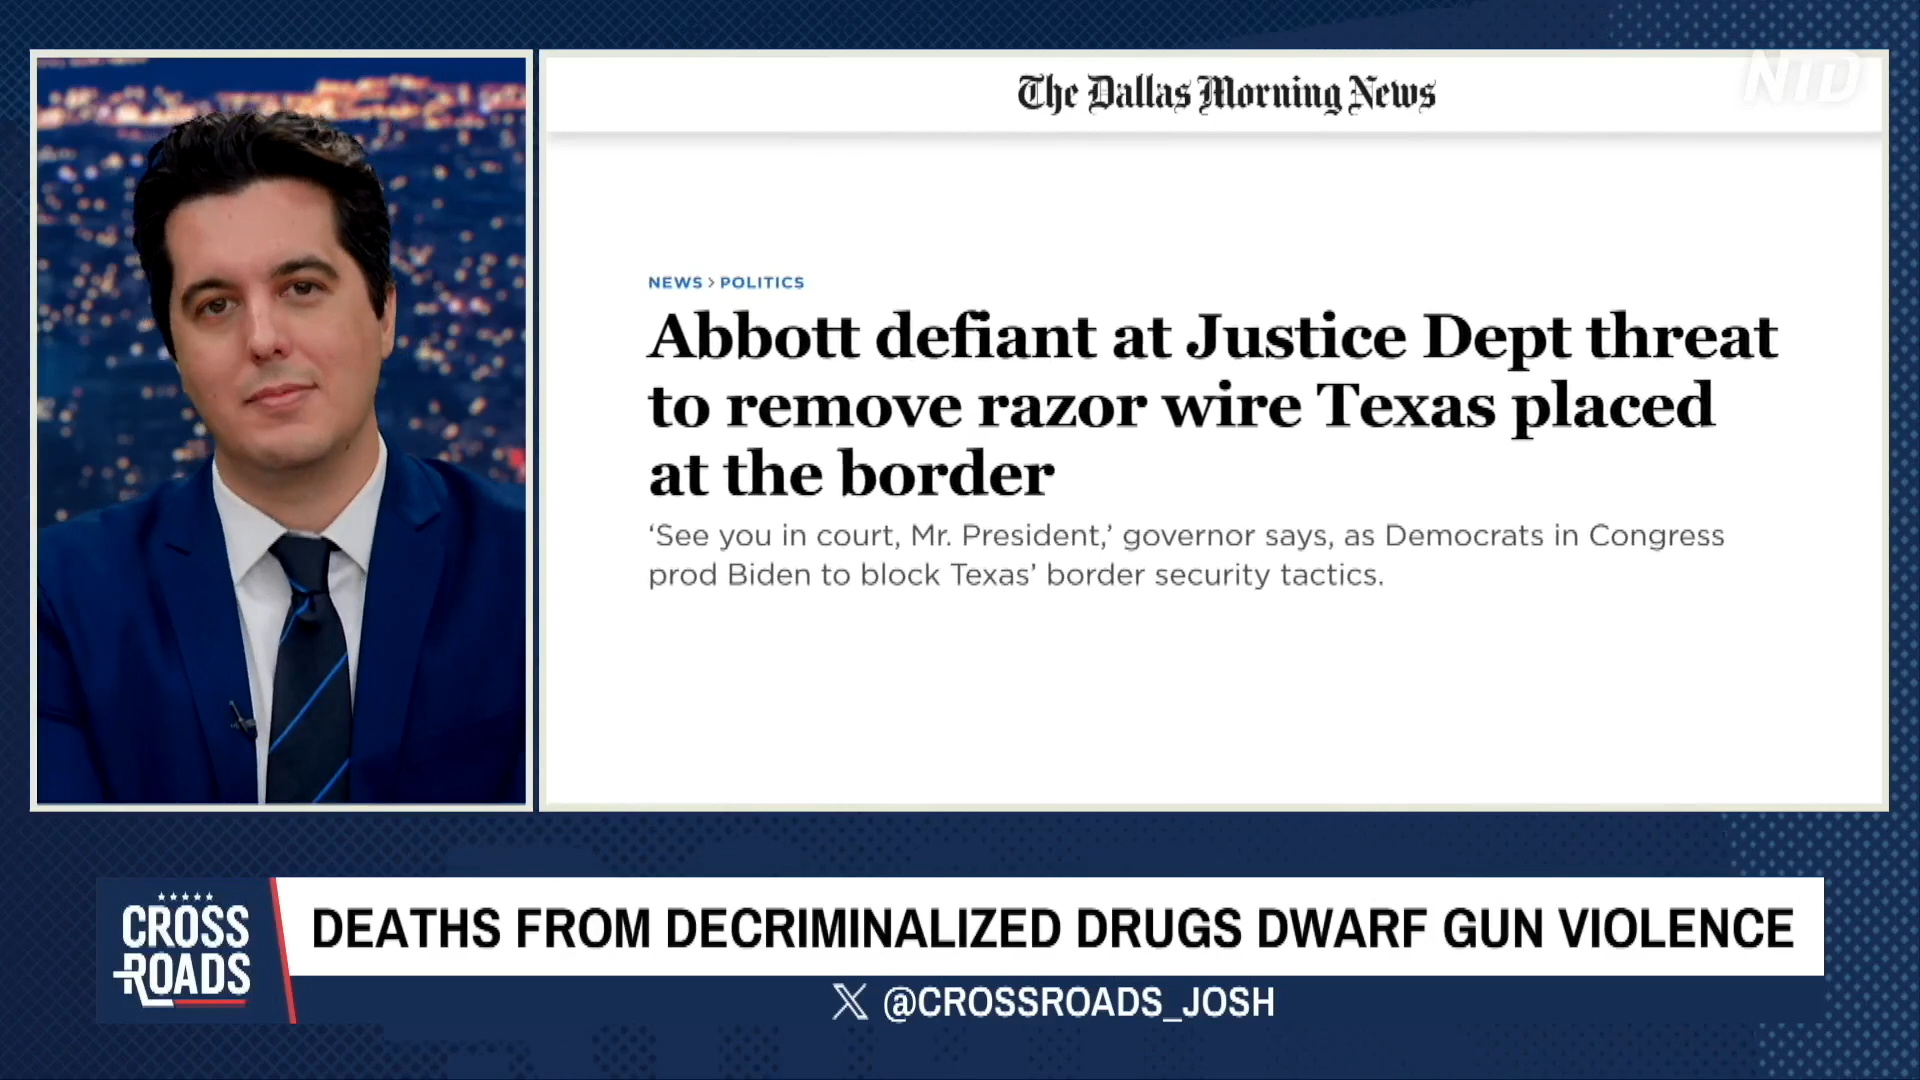 The Dallas Morning News
NTD
NEWS > POLITICS
Abbott defiant at Justice Dept threat
to remove razor wire Texas placed
at the border
‘See you in court, Mr. President,’ governor says, as Democrats in Congress
prod Biden to block Texas’ border security tactics.
CROSS
ROADS
DEATHS FROM DECRIMINALIZED DRUGS DWARF GUN VIOLENCE
X @CROSSROADS_JOSH